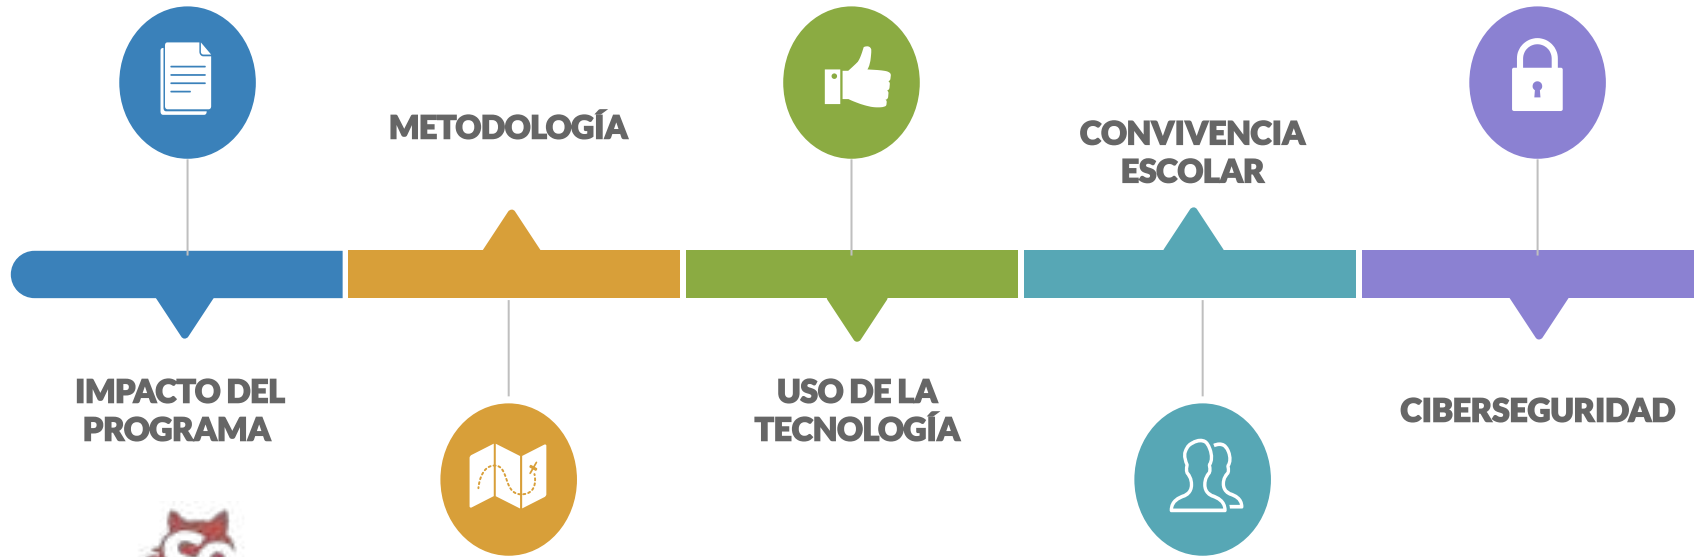 METODOLOGÍA
CONVIVENCIA
ESCOLAR
IMPACTO DEL
PROGRAMA
USO DE LA
TECNOLOGÍA
CIBERSEGURIDAD